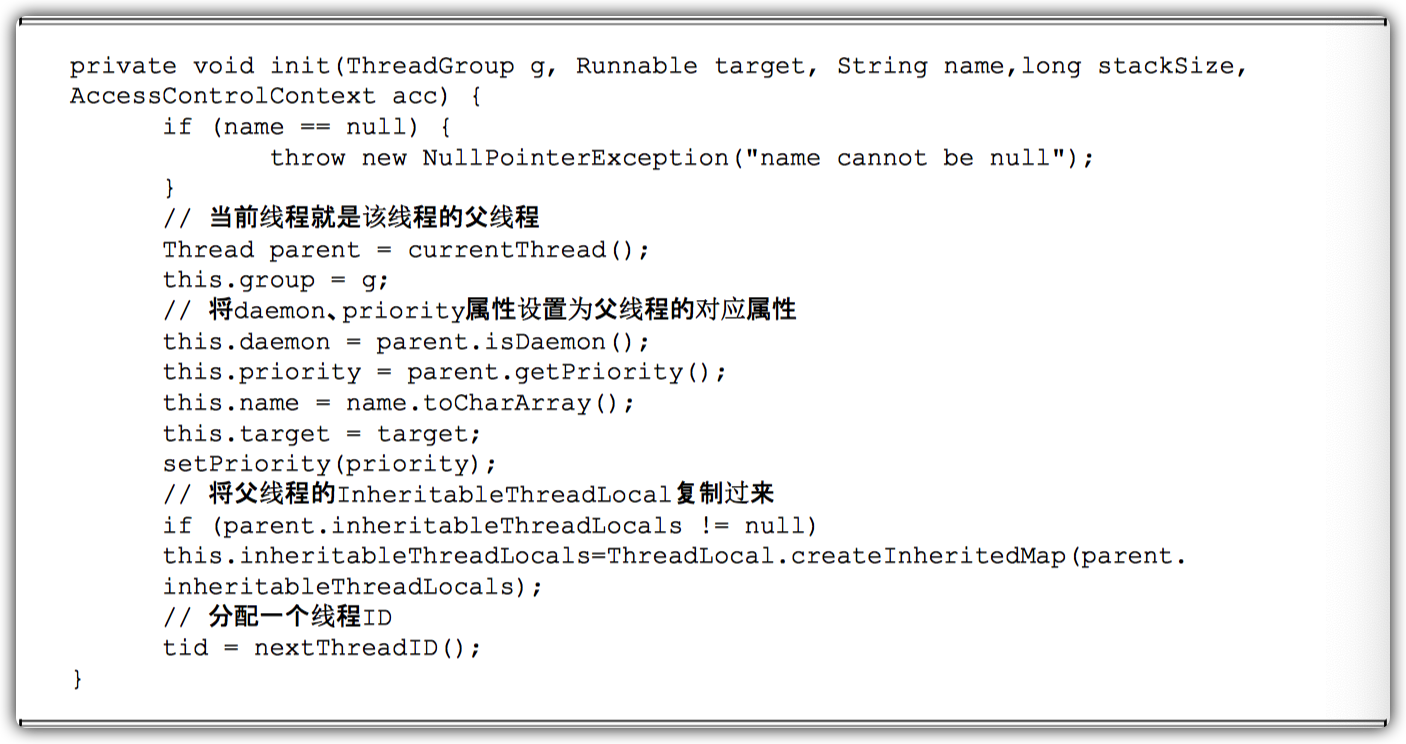 private void init(ThreadGroup g, Runnable target, String name,long stackSize,
AccessControlContext acc) {
if (name == null) {
throw new NullPointerException("name cannot be null");
}
// 当前线程就是该线程的父线程
Thread parent = currentThread();
this.group = g;
// 将daemon、priority属性设置为父线程的对应属性
this.daemon = parent.isDaemon();
this.priority = parent.getPriority();
this.name = name.toCharArray();
this.target = target;
setPriority(priority);
// 将父线程的InheritableThreadLocal复制过来
if (parent.inheritableThreadLocals != null)
this.inheritableThreadLocals=ThreadLocal.createInheritedMap(parent.
inheritableThreadLocals);
// 分配一个线程ID
tid = nextThreadID();
}